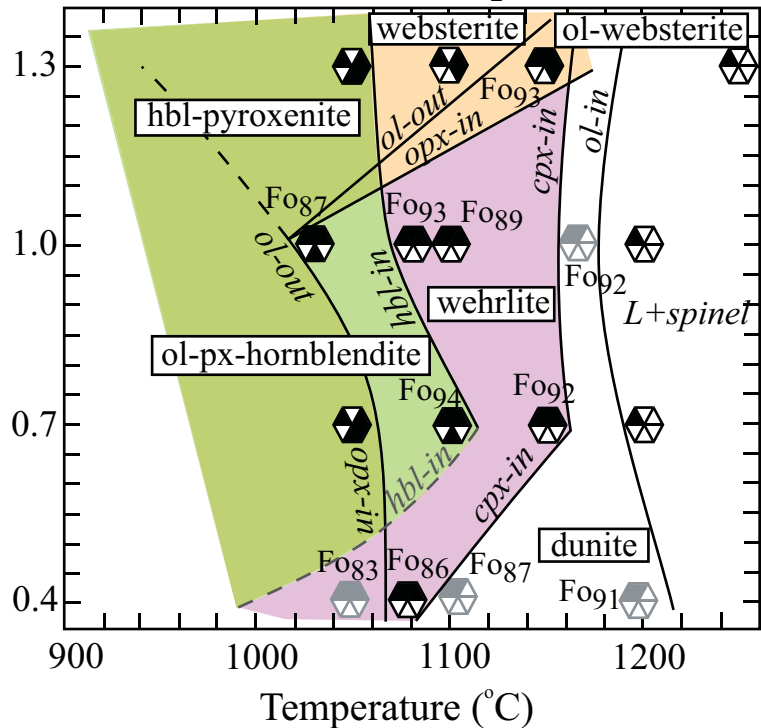 websterite
ol-websterite
1.3
Fo93
hbl-pyroxenite
ol-out
opx-in
cpx-in
ol-in
Fo87
Fo93
Fo89
1.0
ol-out
hbl-in
Fo92
wehrlite
L+spinel
ol-px-hornblendite
Fo94
Fo92
0.7
opx-in
hbl-in
cpx-in
dunite
Fo83
Fo86
Fo87
Fo91
0.4
900
1000
1100
1200
Temperature (°C)